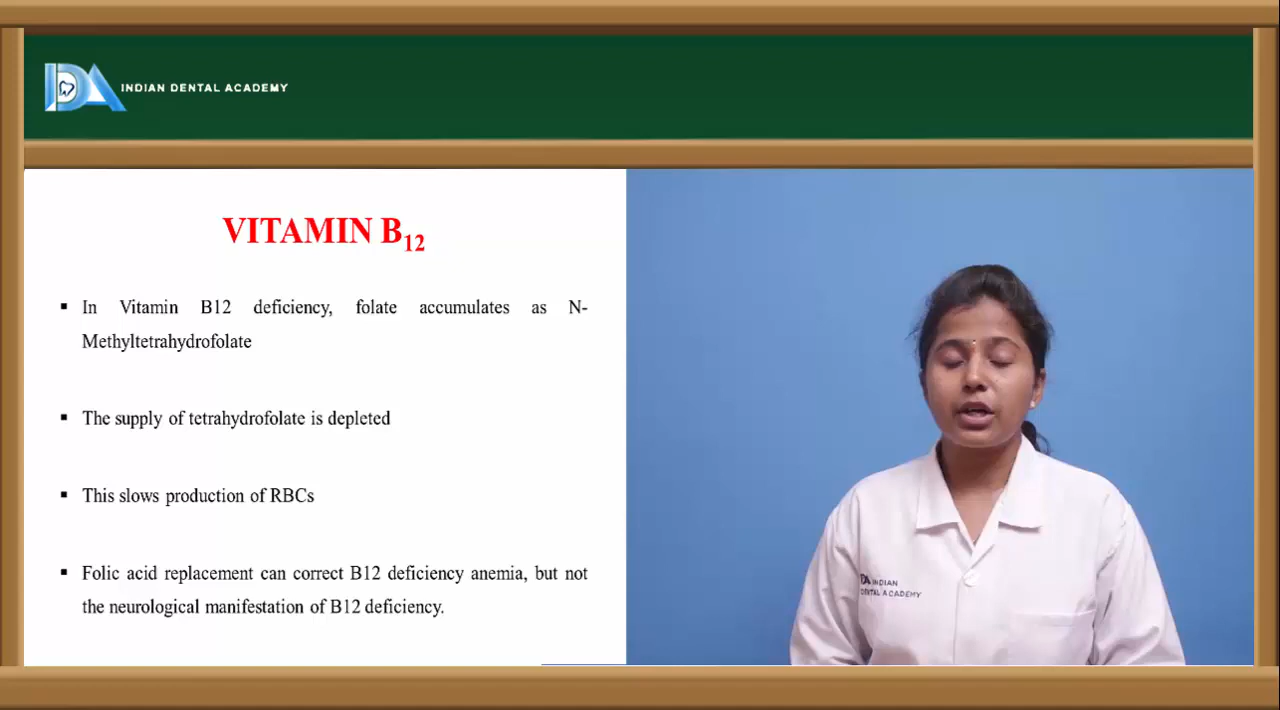 INDIAN DENTAL ACADEMY
VITAMIN B12
▪ In Vitamin B12 deficiency, folate accumulates as N-
Methyltetrahydrofolate
▪ The supply of tetrahydrofolate is depleted
▪ This slows production of RBCs
▪ Folic acid replacement can correct B12 deficiency anemia, but not
the neurological manifestation of B12 deficiency.
INDIAN
DENTAL ACADEMY